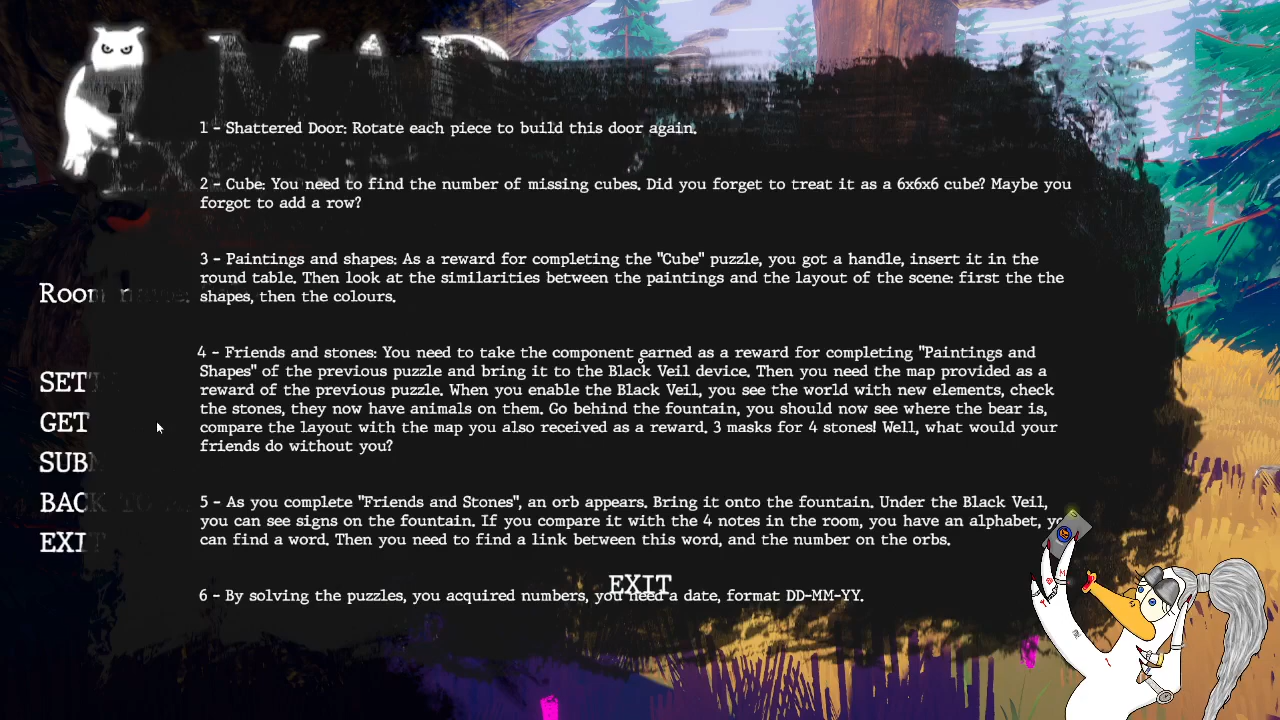 MAD
1 - Shattered Door: Rotate each piece to build this door again.
2 - Cube: You need to find the number of missing cubes. Did you forget to treat it as a 6x6x6 cube? Maybe you
forgot to add a row?
3 - Paintings and shapes: As a reward for completing the "Cube" puzzle, you got a handle, insert it in the
round table. Then look at the similarities between the paintings and the layout of the scene: first the the
shapes, then the colours.
Room name:
4 - Friends and stones: You need to take the component earned as a reward for completing "Paintings and
Shapes" of the previous puzzle and bring it to the Black Veil device. Then you need the map provided as a
reward of the previous puzzle. When you enable the Black Veil, you see the world with new elements, check
the stones, they now have animals on them. Go behind the fountain, you should now see where the bear is,
compare the layout with the map you also received as a reward. 3 masks for 4 stones! Well, what would your
friends do without you?
SET
GET
SUB
BACK TO
EXIT
5 - As you complete "Friends and Stones", an orb appears. Bring it onto the fountain. Under the Black Veil,
you can see signs on the fountain. If you compare it with the 4 notes in the room, you have an alphabet, yo
can find a word. Then you need to find a link between this word, and the number on the orbs.
EXIT
6 - By solving the puzzles, you acquired numbers, you need a date, format DD-MM-YY.